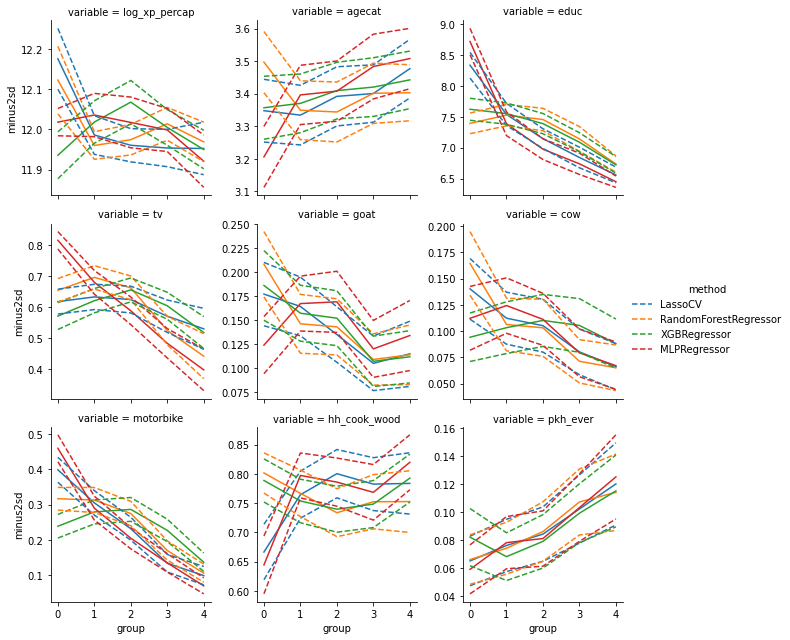 variable = log_xp_percap
variable = agecat
variable = educ
minus2sd
12.2
12.1
12.0
11.9
3.6
3.5
3.4
3.3
3.2
3.1
9.0
8.5
8.0
7.5
7.0
6.5
variable = tv
variable = goat
variable = cow
minus2sd
0.8
0.7
0.6
0.5
0.4
0.250
0.225
0.200
0.175
0.150
0.125
0.100
0.075
0.200
0.175
0.150
0.125
0.100
0.075
0.050
method
LassoCV
RandomForestRegressor
XGBRegressor
MLPRegressor
variable = motorbike
variable = hh_cook_wood
variable = pkh_ever
minus2sd
0.5
0.4
0.3
0.2
0.1
0.85
0.80
0.75
0.70
0.65
0.60
0.16
0.14
0.12
0.10
0.08
0.06
0.04
0 1 2 3 4
0 1 2 3 4
0 1 2 3 4
group
group
group